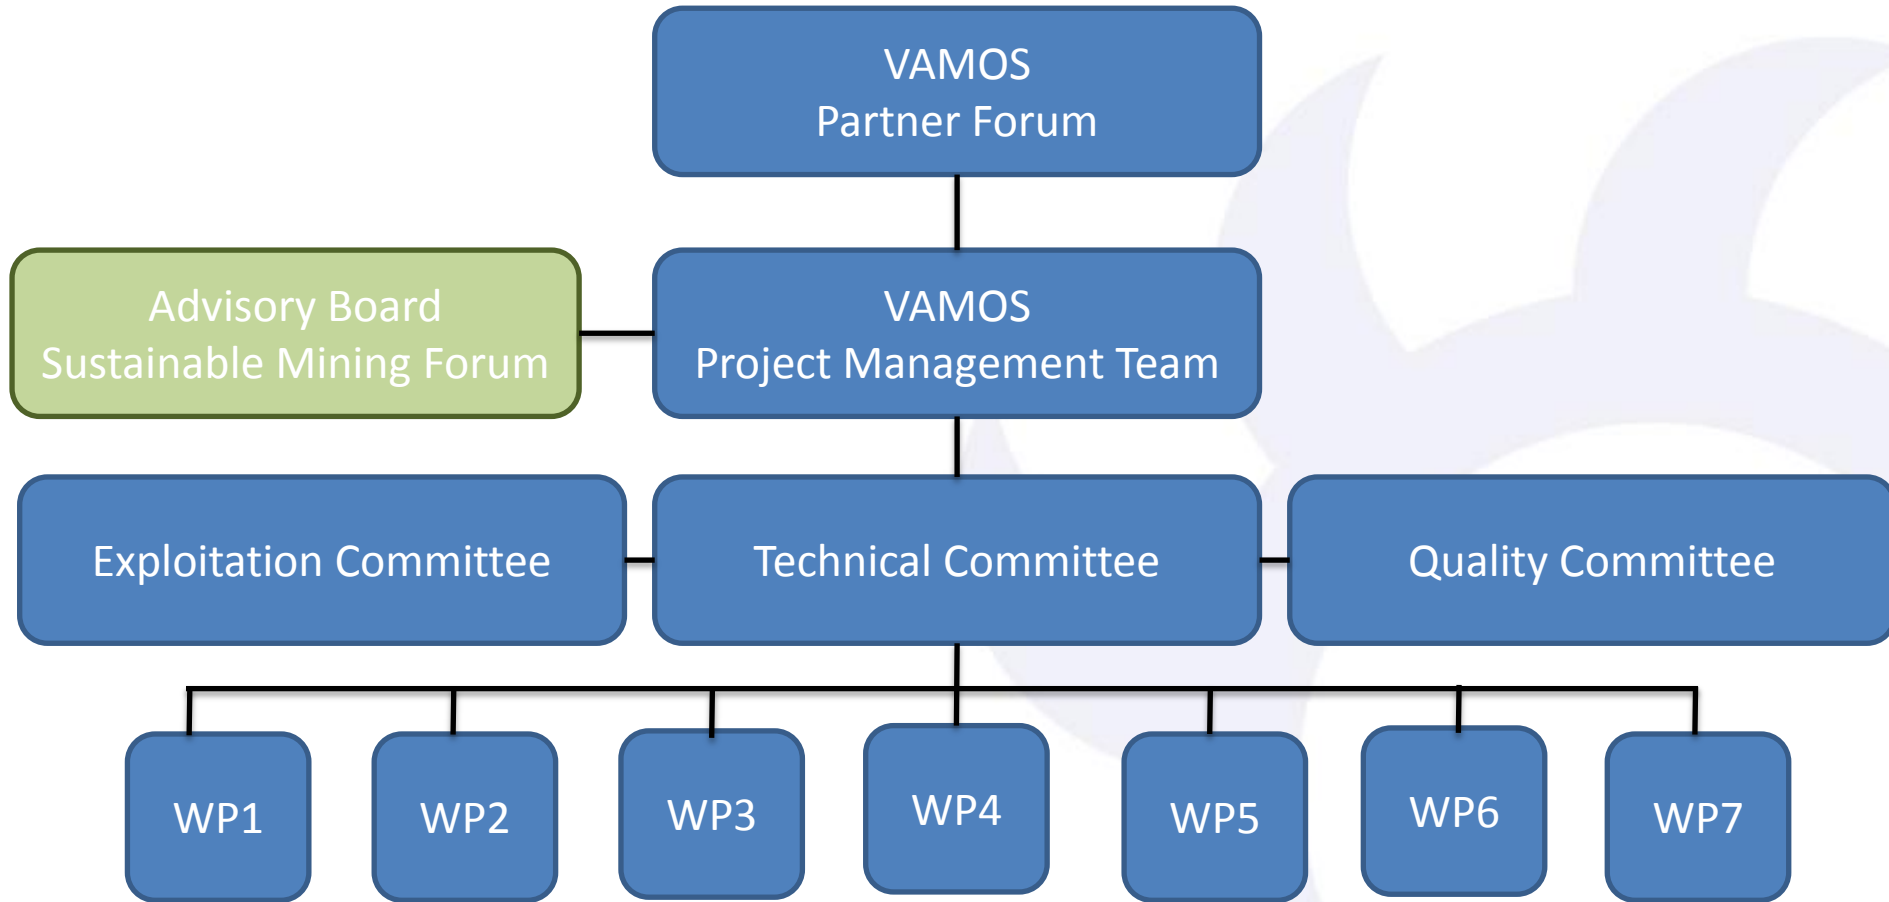 VAMOS
Partner Forum
Advisory Board
Sustainable Mining Forum
VAMOS
Project Management Team
Exploitation Committee
Technical Committee
Quality Committee
WP1
WP2
WP3
WP4
WP5
WP6
WP7